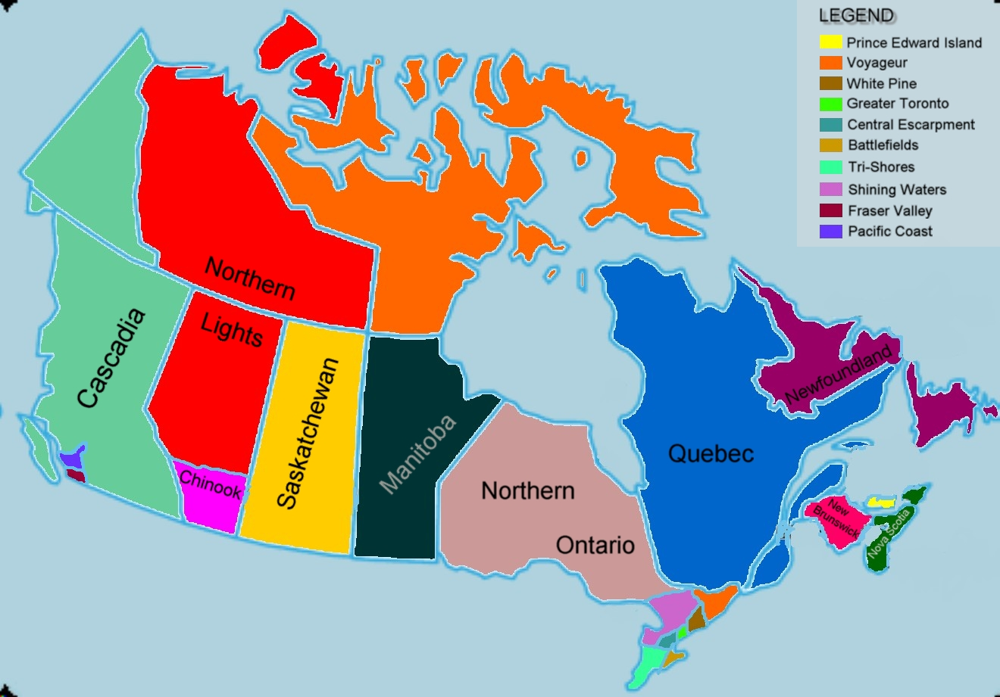 LEGEND
Prince Edward Island
Voyageur
White Pine
Greater Toronto
Central Escarpment
Battlefields
Tri-Shores
Shining Waters
Fraser Valley
Pacific Coast
Northern
Lights
Cascadia
Chinook
Saskatchewan
Manitoba
Northern
Ontario
Quebec
Newfoundland
New
Brunswick
Nova Scotia